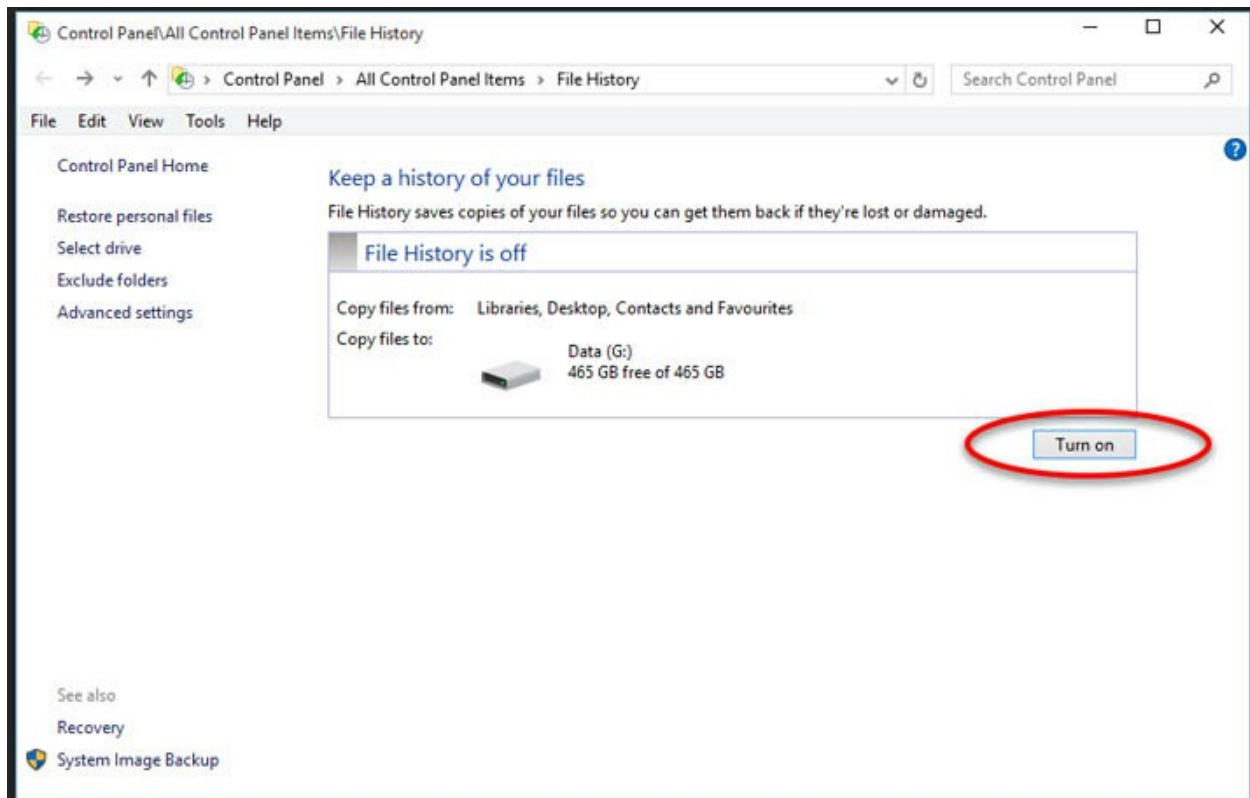 Control Panel\All Control Panel Items\File History
Control Panel > All Control Panel Items > File History
Search Control Panel
File Edit View Tools Help
Control Panel Home
Restore personal files
Select drive
Exclude folders
Advanced settings
Keep a history of your files
File History saves copies of your files so you can get them back if they're lost or damaged.
File History is off
Copy files from: Libraries, Desktop, Contacts and Favourites
Copy files to:
Data (G:)
465 GB free of 465 GB
Turn on
See also
Recovery
System Image Backup